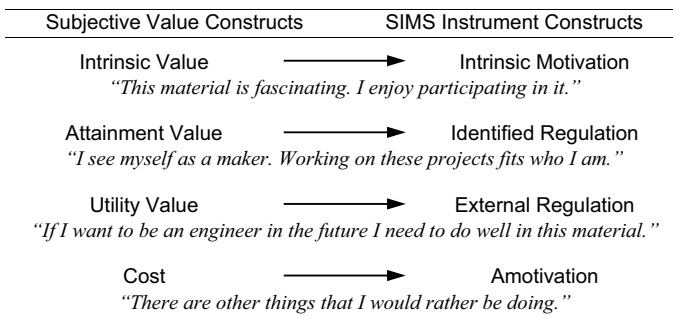 Subjective Value Constructs SIMS Instrument Constructs
Intrinsic Value Intrinsic Motivation
“This material is fascinating. I enjoy participating in it.”
Attainment Value Identified Regulation
“I see myself as a maker. Working on these projects fits who I am.”
Utility Value External Regulation
“If I want to be an engineer in the future I need to do well in this material.”
Cost Amotivation
“There are other things that I would rather be doing.”